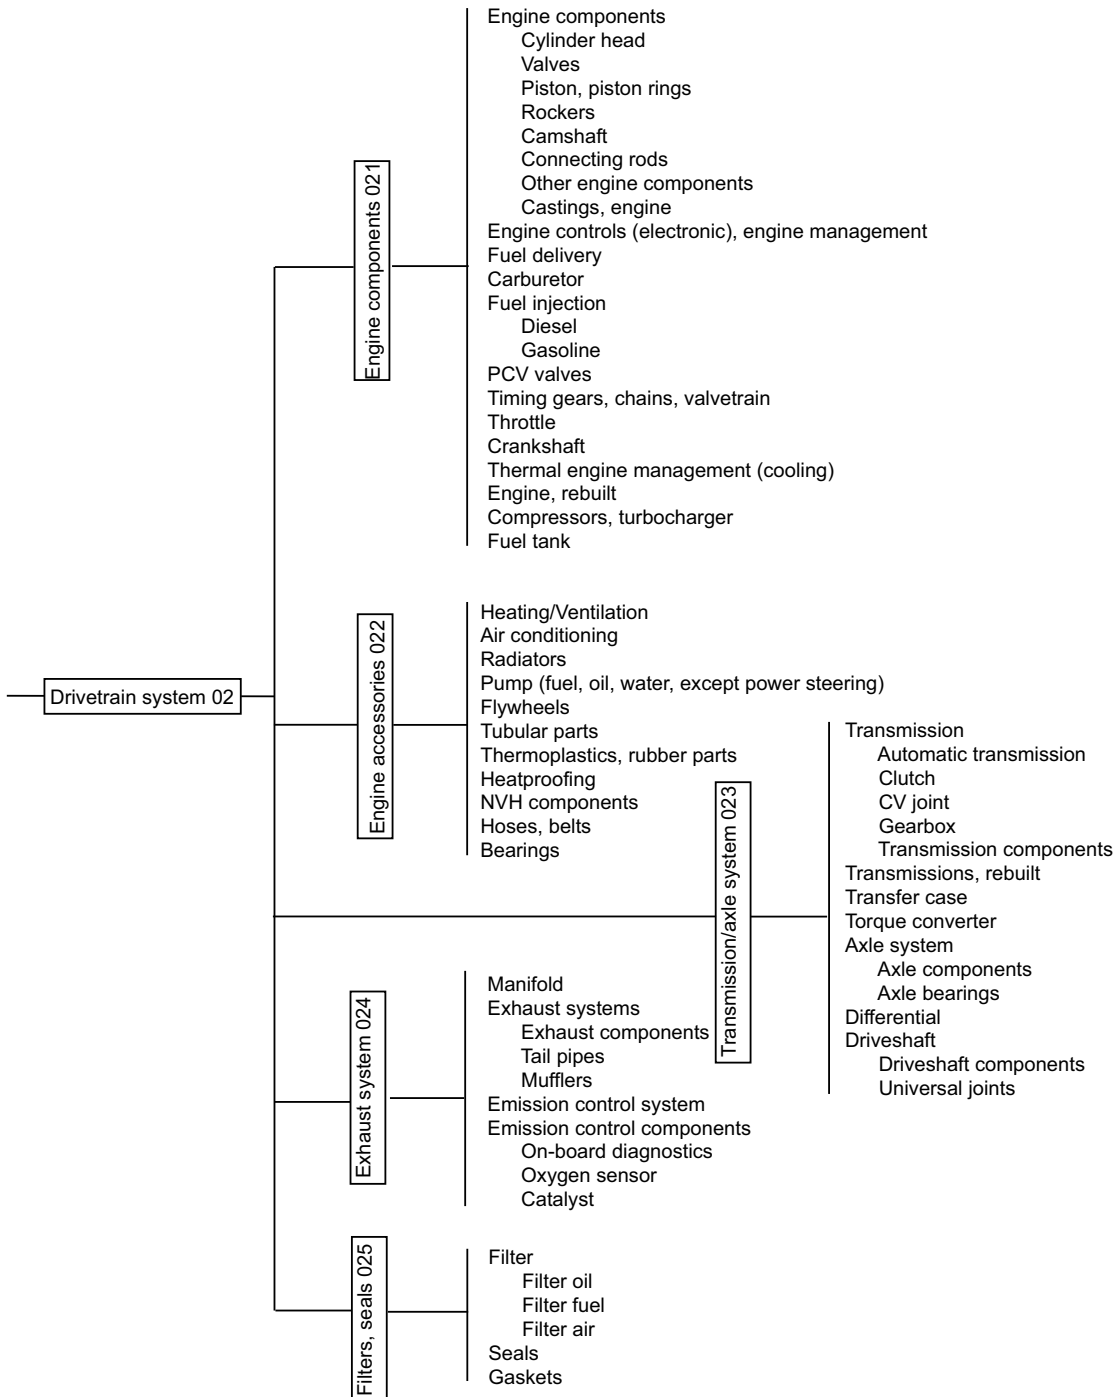 Drivetrain system 02
Engine components 021
Engine components
Cylinder head
Valves
Piston, piston rings
Rockers
Camshaft
Connecting rods
Other engine components
Castings, engine
Engine controls (electronic), engine management
Fuel delivery
Carburetor
Fuel injection
Diesel
Gasoline
PCV valves
Timing gears, chains, valvetrain
Throttle
Crankshaft
Thermal engine management (cooling)
Engine, rebuilt
Compressors, turbocharger
Fuel tank
Engine accessories 022
Heating/Ventilation
Air conditioning
Radiators
Pump (fuel, oil, water, except power steering)
Flywheels
Tubular parts
Thermoplastics, rubber parts
Heatproofing
NVH components
Hoses, belts
Bearings
Transmission/axle system 023
Transmission
Automatic transmission
Clutch
CV joint
Gearbox
Transmission components
Transmissions, rebuilt
Transfer case
Torque converter
Axle system
Axle components
Axle bearings
Differential
Driveshaft
Driveshaft components
Universal joints
Exhaust system 024
Manifold
Exhaust systems
Exhaust components
Tail pipes
Mufflers
Emission control system
Emission control components
On-board diagnostics
Oxygen sensor
Catalyst
Filters, seals 025
Filter
Filter oil
Filter fuel
Filter air
Seals
Gaskets